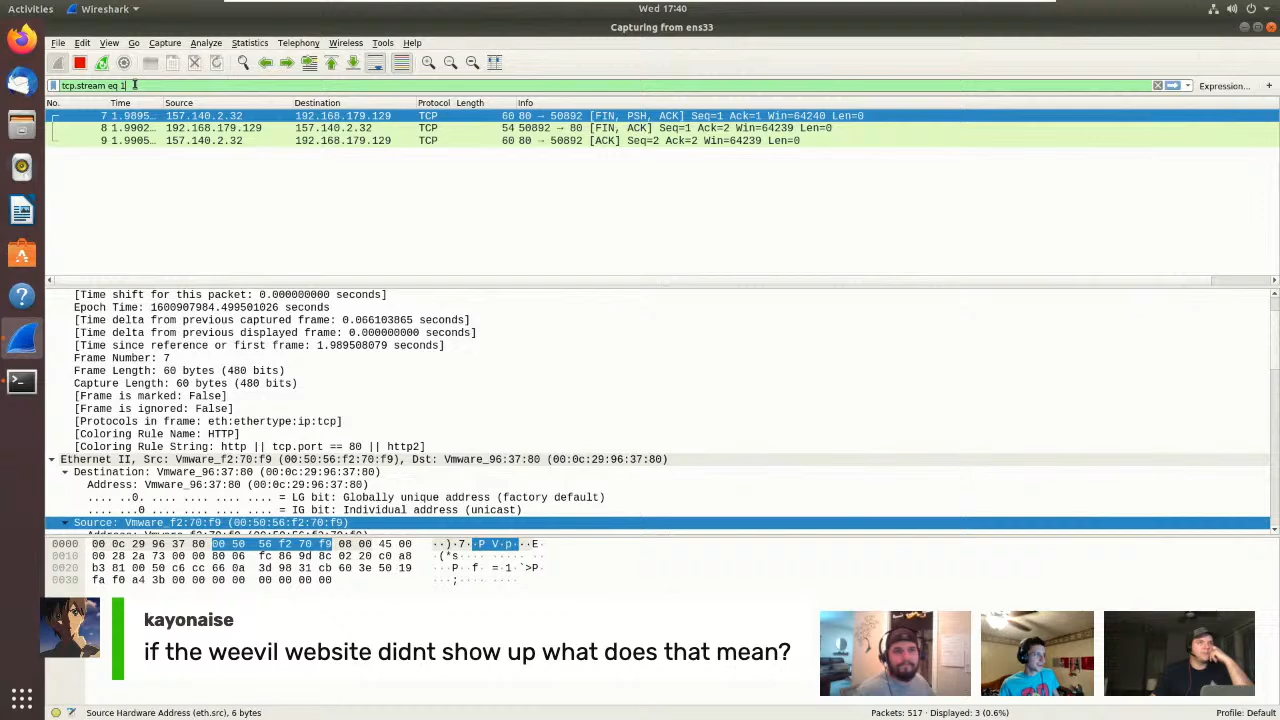 Activities Wireshark Wed 17:40
Capturing from ens33
File Edit View Go Capture Analyze Statistics Telephony Wireless Tools Help
tcp.stream eq 1 Expression… +
No. Time Source Destination Protocol Length Info
7 1.9895… 157.140.2.32 192.168.179.129 TCP 60 80 → 50892 [FIN, PSH, ACK] Seq=1 Ack=1 Win=64240 Len=0
8 1.9902… 192.168.179.129 157.140.2.32 TCP 54 50892 → 80 [FIN, ACK] Seq=1 Ack=2 Win=64239 Len=0
9 1.9905… 157.140.2.32 192.168.179.129 TCP 60 80 → 50892 [ACK] Seq=2 Ack=2 Win=64239 Len=0
[Time shift for this packet: 0.000000000 seconds]
Epoch Time: 1600907984.499501026 seconds
[Time delta from previous captured frame: 0.066103865 seconds]
[Time delta from previous displayed frame: 0.000000000 seconds]
[Time since reference or first frame: 1.989508079 seconds]
Frame Number: 7
Frame Length: 60 bytes (480 bits)
Capture Length: 60 bytes (480 bits)
[Frame is marked: False]
[Frame is ignored: False]
[Protocols in frame: eth:ethertype:ip:tcp]
[Coloring Rule Name: HTTP]
[Coloring Rule String: http || tcp.port == 80 || http2]
Ethernet II, Src: Vmware_f2:70:f9 (00:50:56:f2:70:f9), Dst: Vmware_96:37:80 (00:0c:29:96:37:80)
Destination: Vmware_96:37:80 (00:0c:29:96:37:80)
Address: Vmware_96:37:80 (00:0c:29:96:37:80)
.... ..0. .... .... .... .... = LG bit: Globally unique address (factory default)
.... ...0 .... .... .... .... = IG bit: Individual address (unicast)
Source: Vmware_f2:70:f9 (00:50:56:f2:70:f9)
0000 00 0c 29 96 37 80 00 50 56 f2 70 f9 08 00 45 00 ··)·7··P V·p···E·
0010 00 28 2a 73 00 00 80 06 fc 86 9d 8c 02 20 c0 a8 ·(*s···· ····· ··
0020 b3 81 00 50 c6 cc 66 0a 3d 98 31 cb 60 3e 50 19 ···P··f· =·1·`>P·
0030 fa f0 a4 3b 00 00 00 00 00 00 00 00 ···;···· ····
kayonaise
if the weevil website didnt show up what does that mean?
Source Hardware Address (eth.src), 6 bytes Packets: 517 · Displayed: 3 (0.6%) Profile: Default